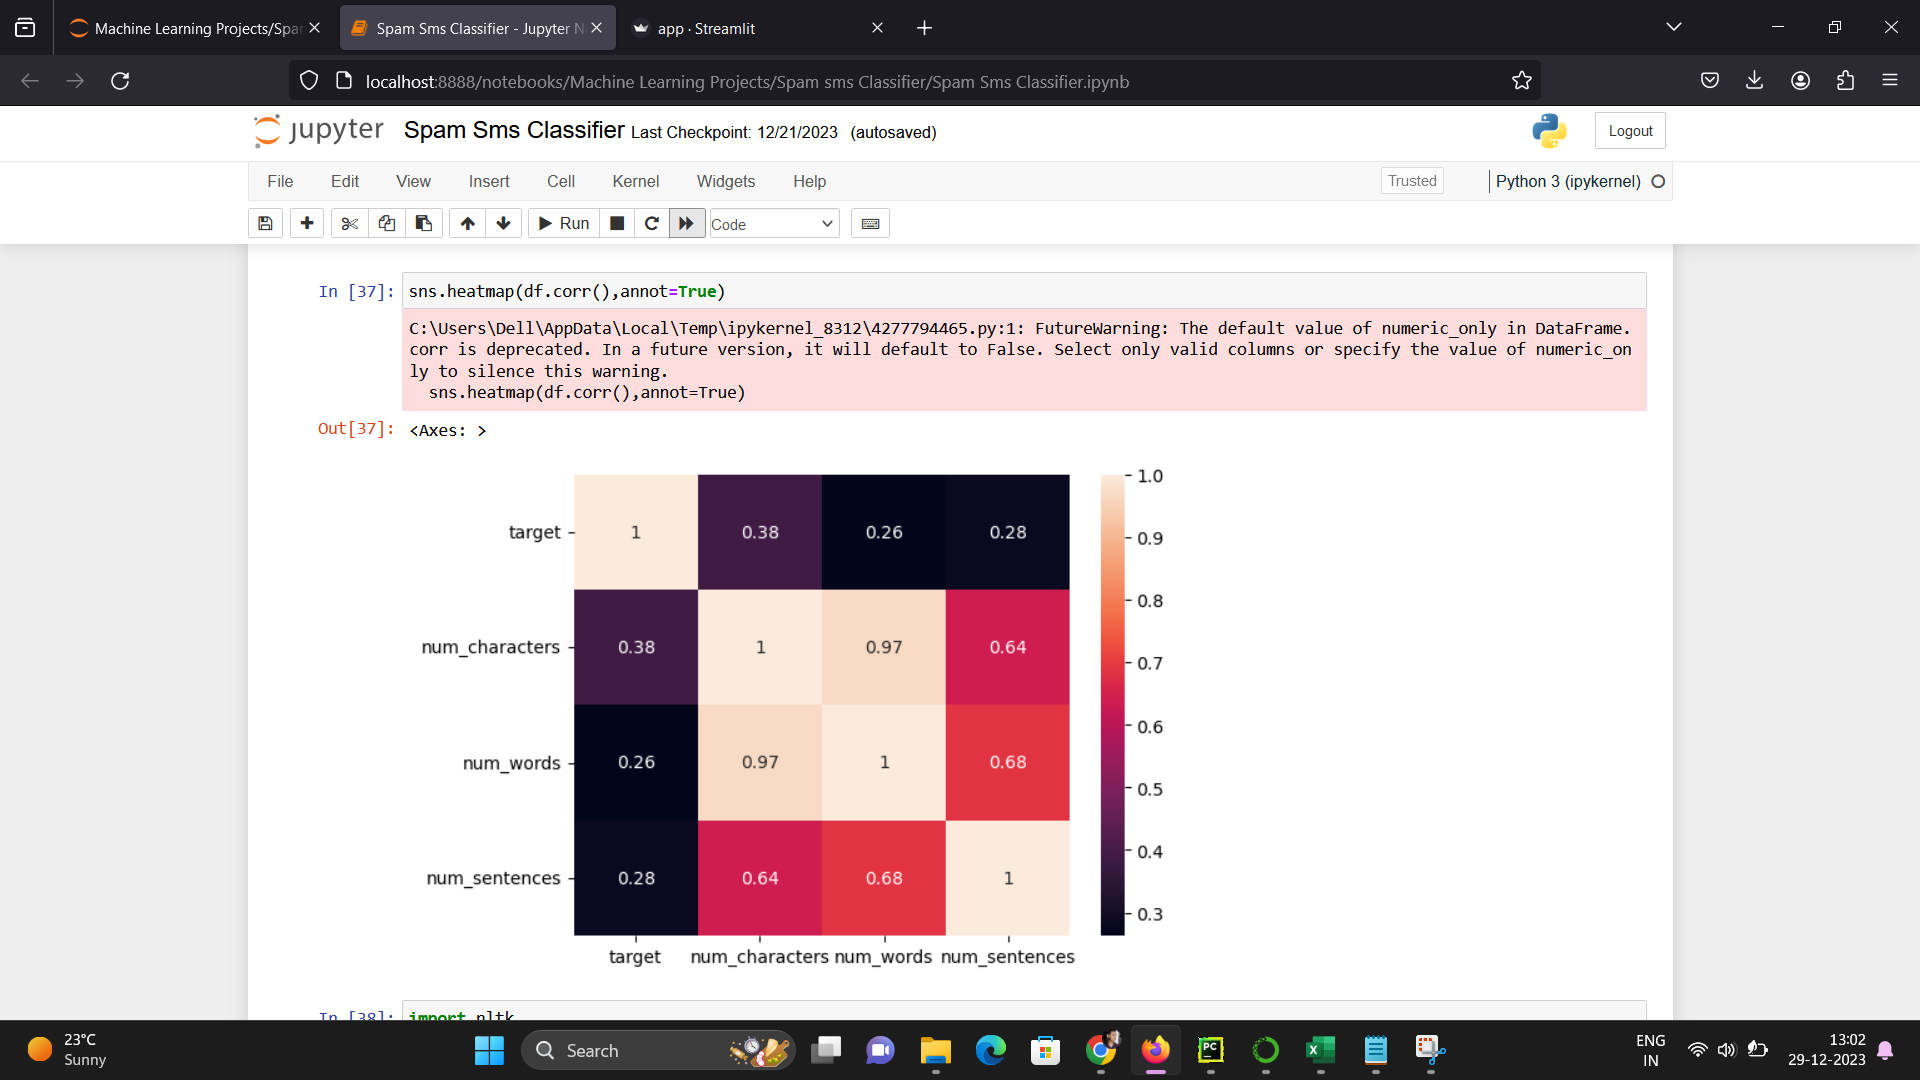 Machine Learning Projects/Spar
Spam Sms Classifier - Jupyter N
app · Streamlit
localhost:8888/notebooks/Machine Learning Projects/Spam sms Classifier/Spam Sms Classifier.ipynb
jupyter Spam Sms Classifier Last Checkpoint: 12/21/2023 (autosaved)
Logout
File Edit View Insert Cell Kernel Widgets Help
Trusted
Python 3 (ipykernel)
Run
Code
In [37]: sns.heatmap(df.corr(),annot=True)
C:\Users\Dell\AppData\Local\Temp\ipykernel_8312\4277794465.py:1: FutureWarning: The default value of numeric_only in DataFrame.
corr is deprecated. In a future version, it will default to False. Select only valid columns or specify the value of numeric_on
ly to silence this warning.
sns.heatmap(df.corr(),annot=True)
Out[37]: <Axes: >
target 1 0.38 0.26 0.28
num_characters 0.38 1 0.97 0.64
num_words 0.26 0.97 1 0.68
num_sentences 0.28 0.64 0.68 1
target num_characters num_words num_sentences
1.0
0.9
0.8
0.7
0.6
0.5
0.4
0.3
In [38]: import nltk
23°C
Sunny
Search
PC
X
ENG
IN
13:02
29-12-2023